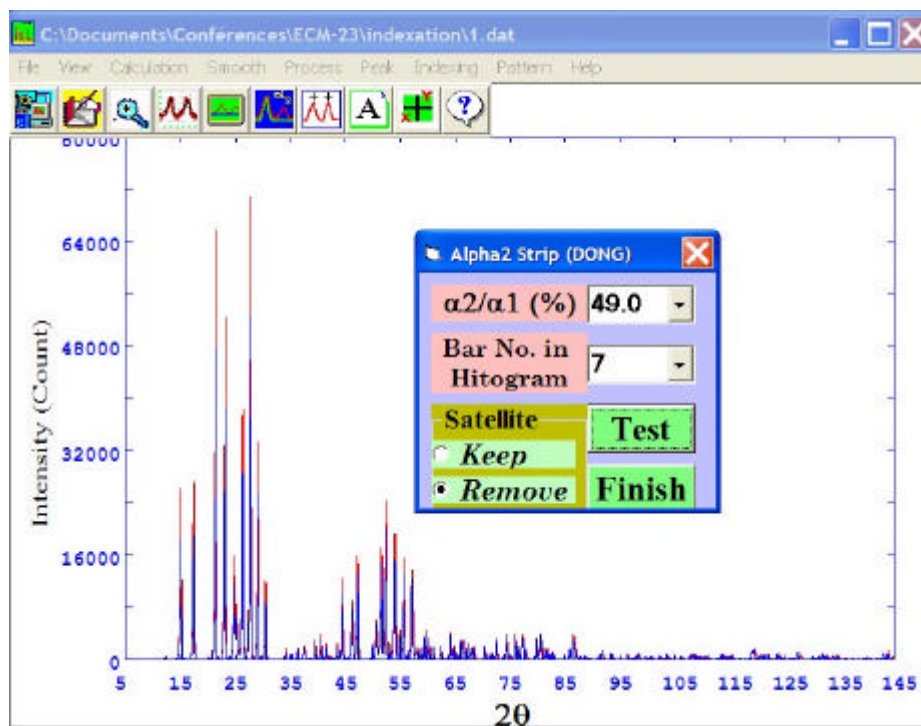 C:\Documents\Conférences\ECM-23\indexation\1.dat
File View Calculation Smooth Process Peak Indexing Pattern Help
A
?
80000
64000
48000
32000
16000
0
Intensity (Count)
5 15 25 35 45 55 65 75 85 95 105 115 125 135 145
2θ
Alpha2 Strip (DONG)
α2/α1 (%) 49.0
Bar No. in
Hitogram
7
Satellite
Keep
Remove
Test
Finish